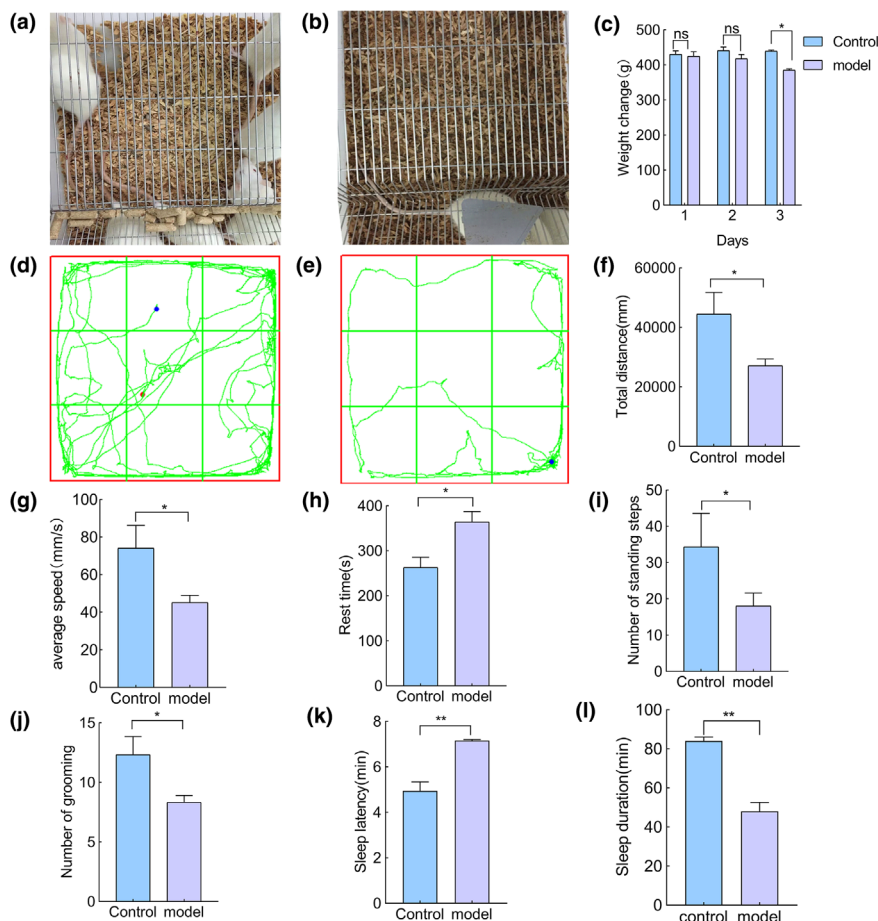 (a)
(b)
(c)
Weight change (g)
500
400
300
200
100
0
ns
ns
*
1
2
3
Days
Control
model
(d)
(e)
(f)
Total distance(mm)
60000
40000
20000
0
*
Control model
(g)
average speed (mm/s)
100
80
60
40
20
0
*
Control model
(h)
Rest time(s)
400
300
200
100
0
*
Control model
(i)
Number of standing steps
50
40
30
20
10
0
*
Control model
(j)
Number of grooming
15
10
5
0
*
Control model
(k)
Sleep latency(min)
8
6
4
2
0
**
Control model
(l)
Sleep duration(min)
100
80
60
40
20
0
**
control model